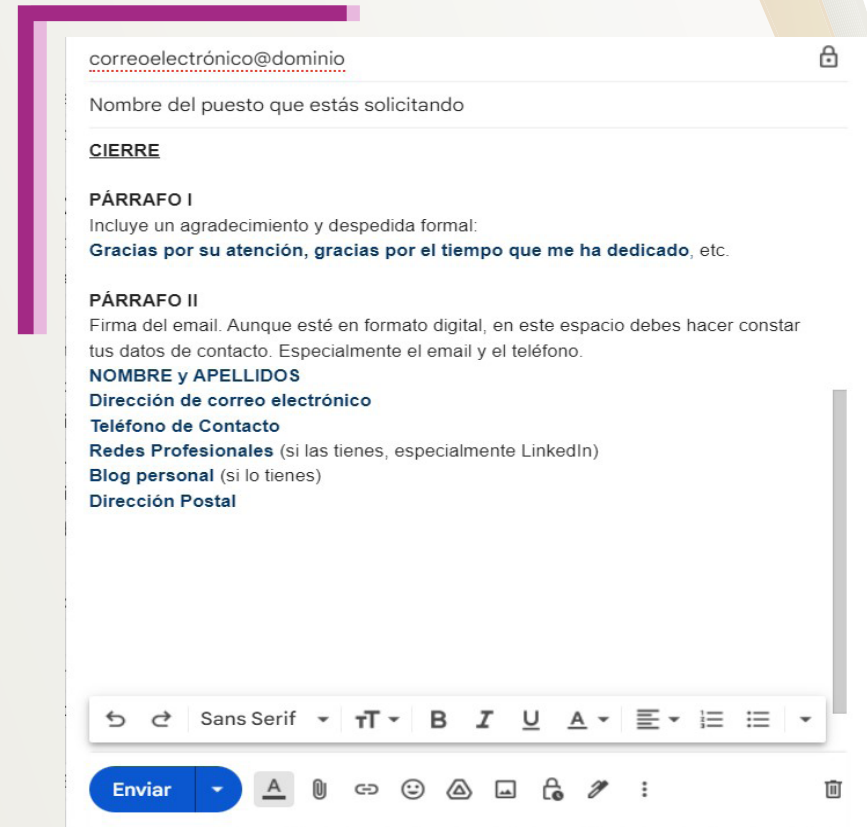 correoelectrónico@dominio
Nombre del puesto que estás solicitando
CIERRE
PÁRRAFO I
Incluye un agradecimiento y despedida formal:
Gracias por su atención, gracias por el tiempo que me ha dedicado, etc.
PÁRRAFO II
Firma del email. Aunque esté en formato digital, en este espacio debes hacer constar
tus datos de contacto. Especialmente el email y el teléfono.
NOMBRE y APELLIDOS
Dirección de correo electrónico
Teléfono de Contacto
Redes Profesionales (si las tienes, especialmente LinkedIn)
Blog personal (si lo tienes)
Dirección Postal
Sans Serif
Enviar